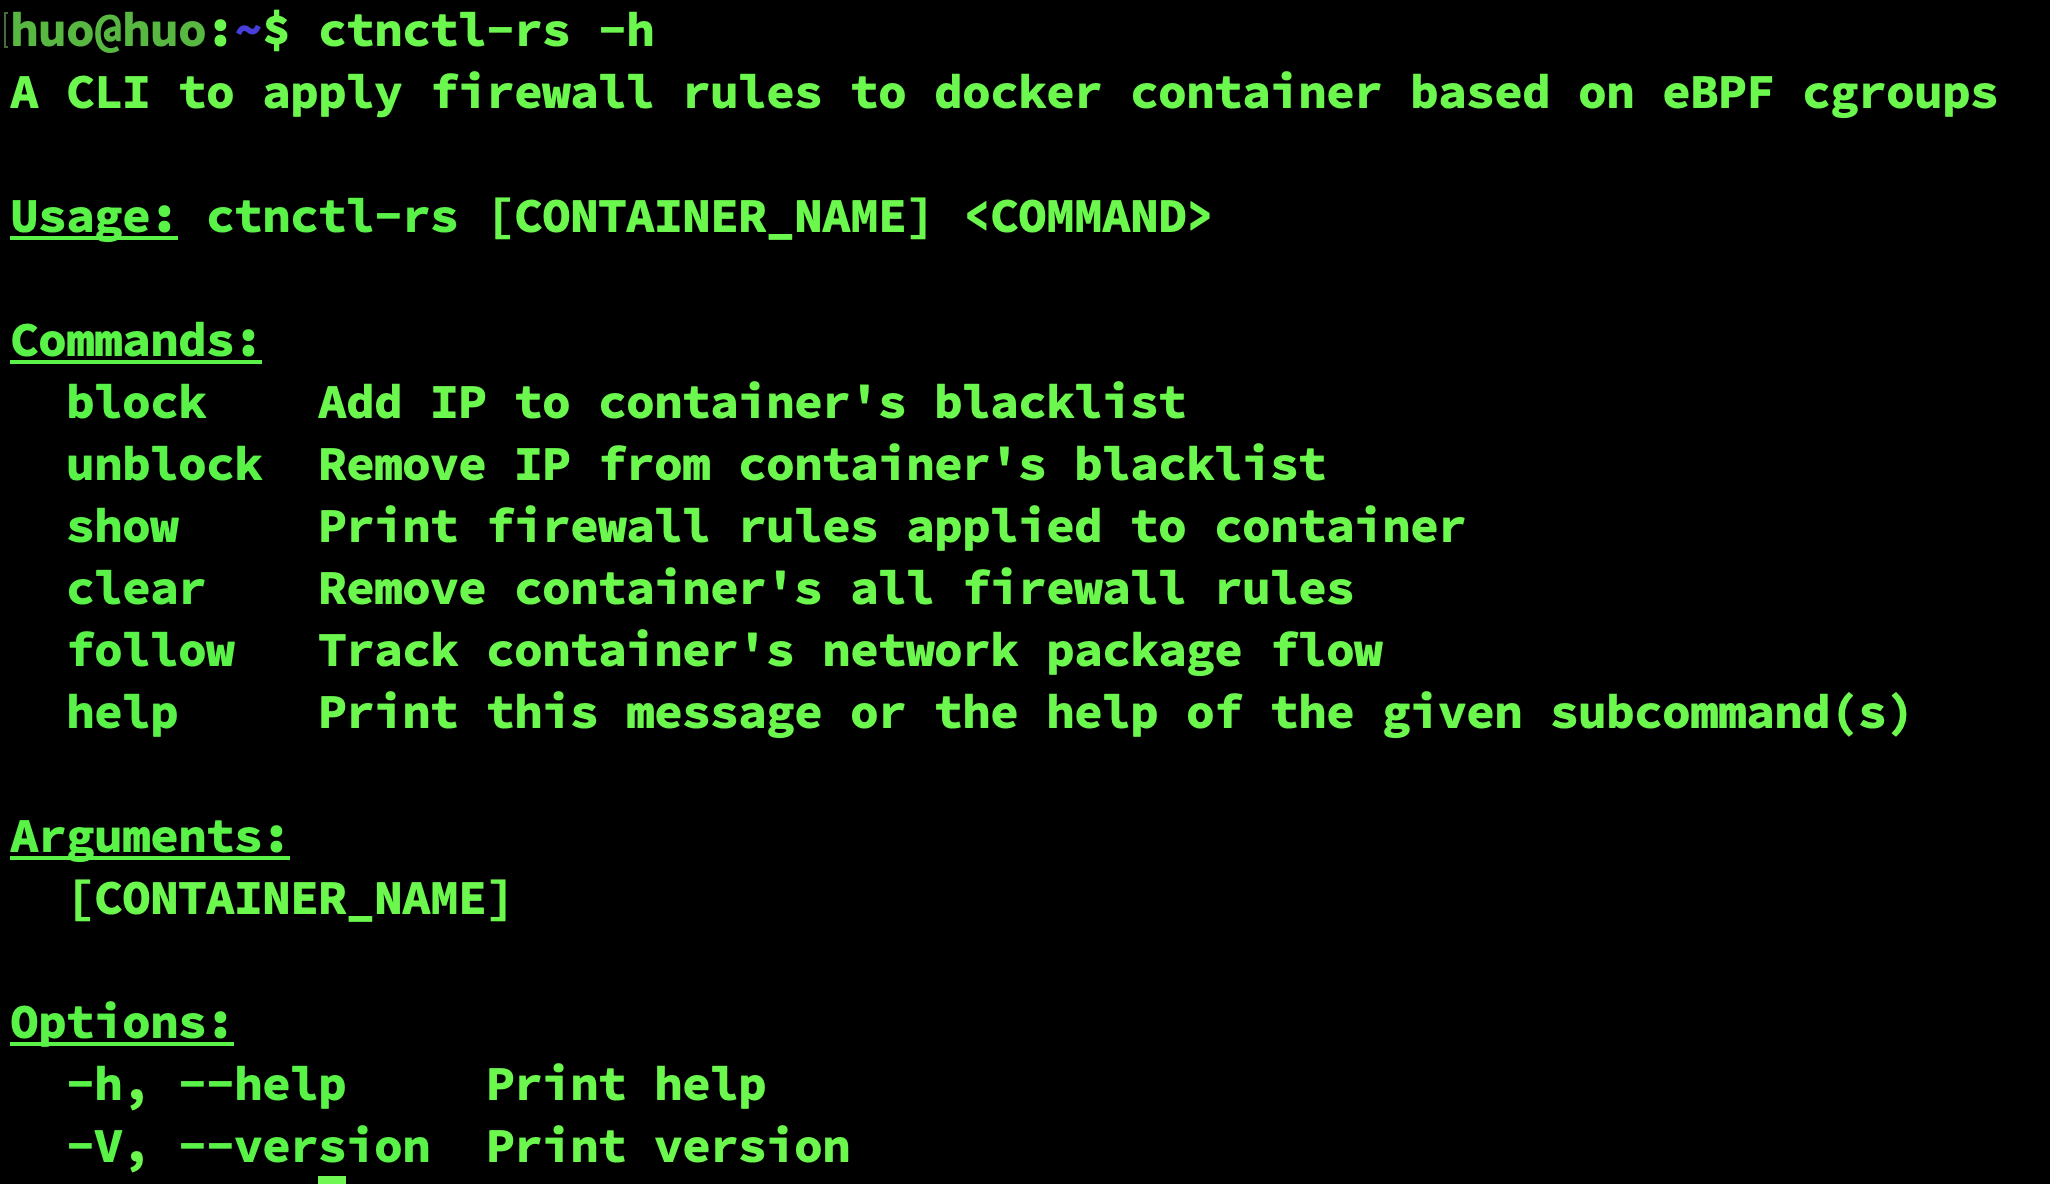 huo@huo:~$ ctnctl-rs -h
A CLI to apply firewall rules to docker container based on eBPF cgroups
Usage: ctnctl-rs [CONTAINER_NAME] <COMMAND>
Commands:
  block    Add IP to container's blacklist
  unblock  Remove IP from container's blacklist
  show     Print firewall rules applied to container
  clear    Remove container's all firewall rules
  follow   Track container's network package flow
  help     Print this message or the help of the given subcommand(s)
Arguments:
  [CONTAINER_NAME]
Options:
  -h, --help     Print help
  -V, --version  Print version